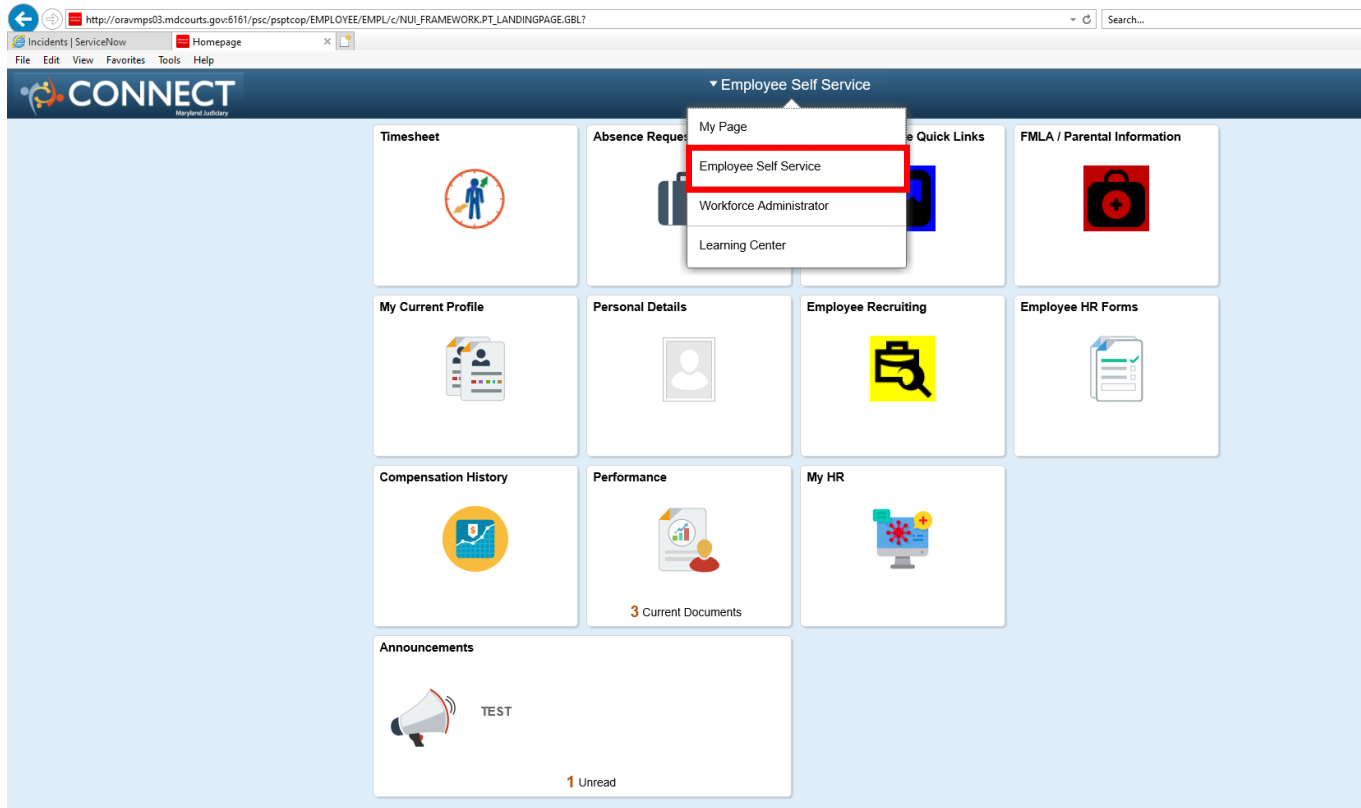 http://oravmps03.mdcourts.gov:6161/psc/psptcop/EMPLOYEE/EMPL/c/NUI_FRAMEWORK.PT_LANDINGPAGE.GBL?
Search...
Incidents | ServiceNow
Homepage
File Edit View Favorites Tools Help
CONNECT
Maryland Judiciary
Employee Self Service
My Page
Employee Self Service
Workforce Administrator
Learning Center
Timesheet
Absence Reques
e Quick Links
FMLA / Parental Information
My Current Profile
Personal Details
Employee Recruiting
Employee HR Forms
Compensation History
Performance
3 Current Documents
My HR
Announcements
TEST
1 Unread